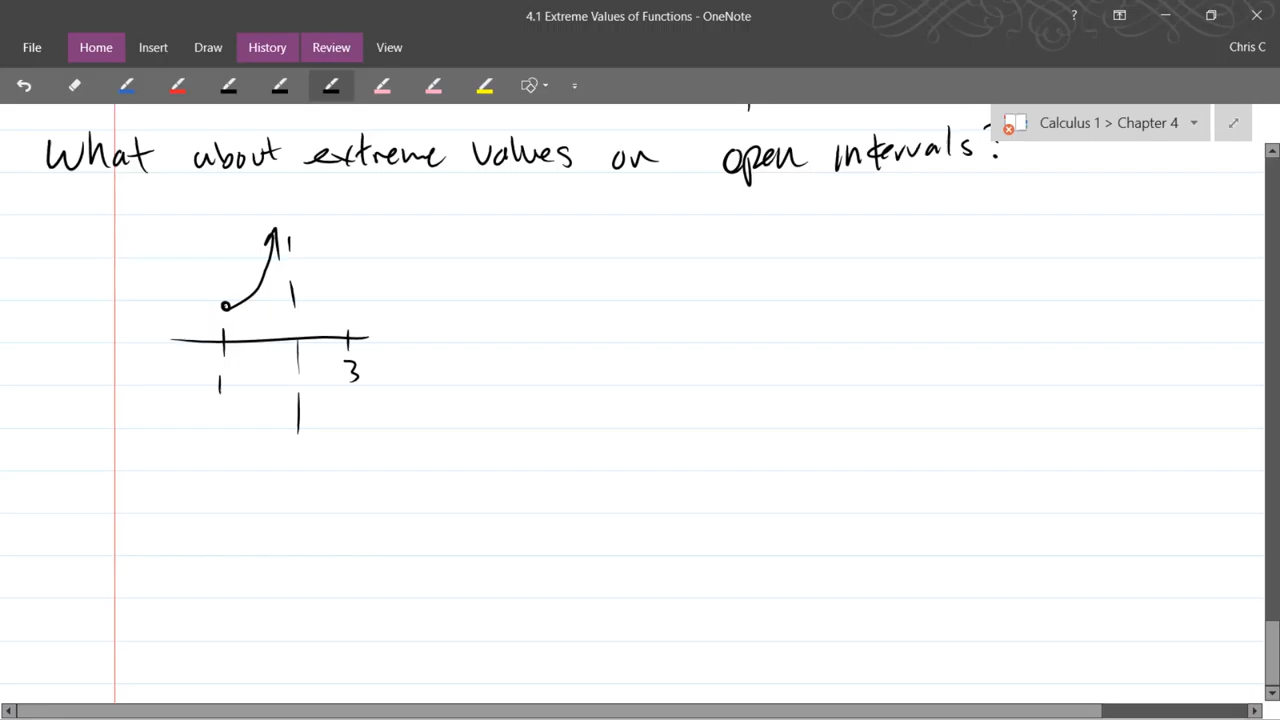 4.1 Extreme Values of Functions - OneNote
?
File Home Insert Draw History Review View
Chris C
Calculus 1 > Chapter 4
What about extreme values on open intervals?
1 3